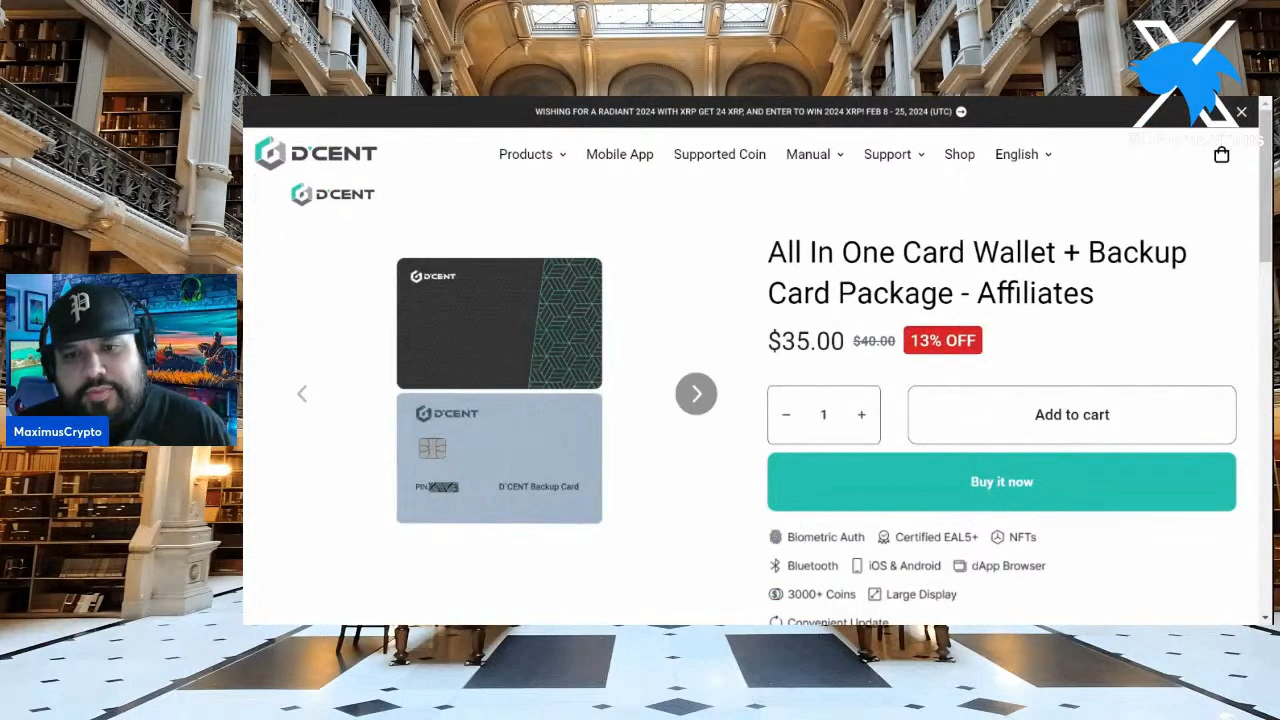 WISHING FOR A RADIANT 2024 WITH XRP GET 24 XRP, AND ENTER TO WIN 2024 XRP! FEB 8 - 25, 2024 (UTC)
D'CENT
Products
Mobile App
Supported Coin
Manual
Support
Shop
English
D'CENT
All In One Card Wallet + Backup
Card Package - Affiliates
$35.00 $40.00 13% OFF
D'CENT
D'CENT
PIN
D'CENT Backup Card
P
MaximusCrypto
1
Add to cart
Buy it now
Biometric Auth
Certified EAL5+
NFTs
Bluetooth
iOS & Android
dApp Browser
3000+ Coins
Large Display
Convenient Update